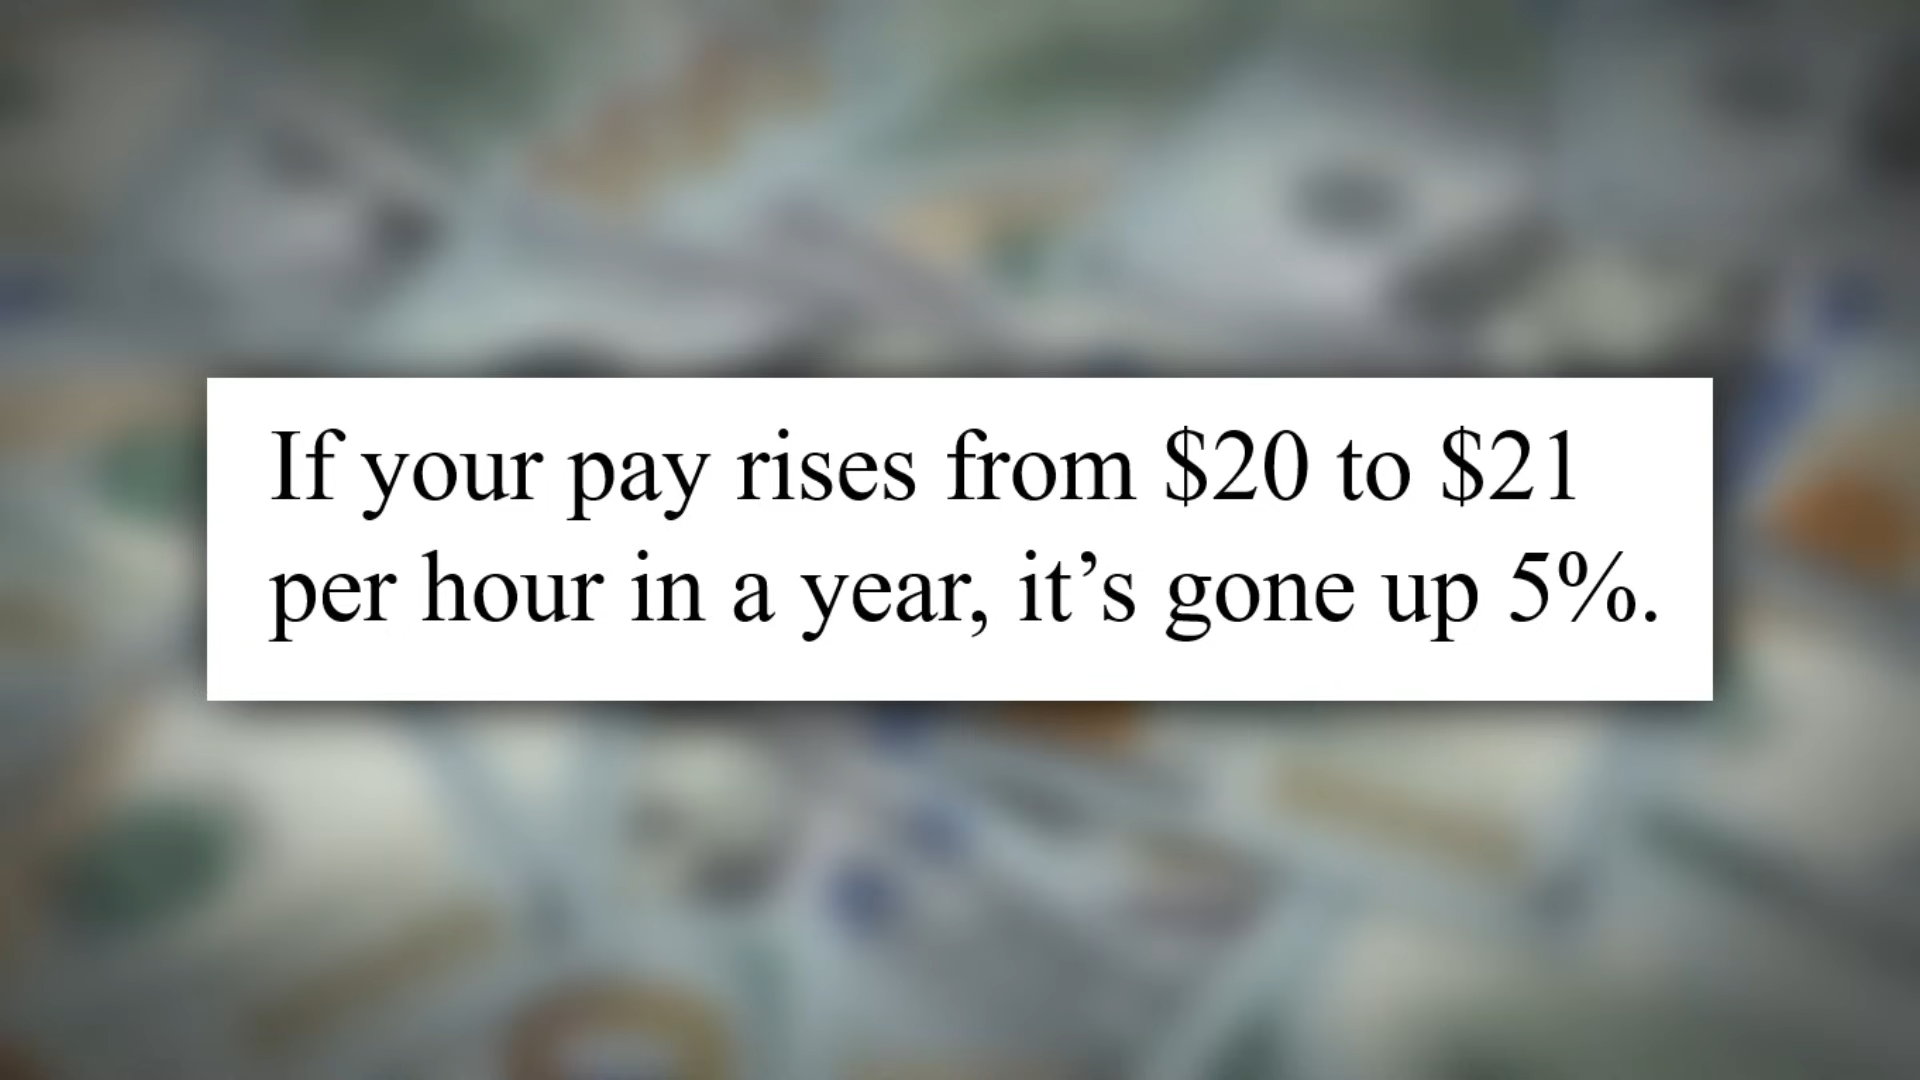 If your pay rises from $20 to $21
per hour in a year, it’s gone up 5%.